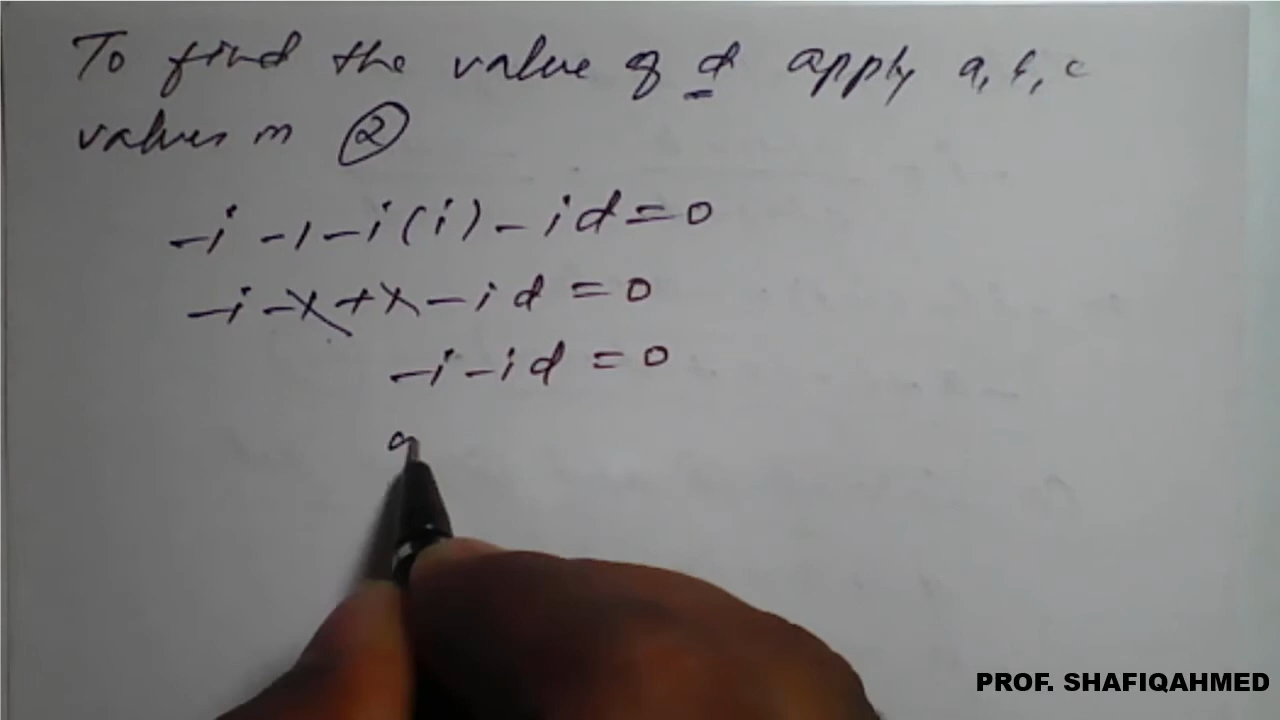 To find the value of d apply a, b, c
values in ②
-i -1 -i(i) - id = 0
-i -1 +1 - id = 0
-i - id = 0
PROF. SHAFIQAHMED